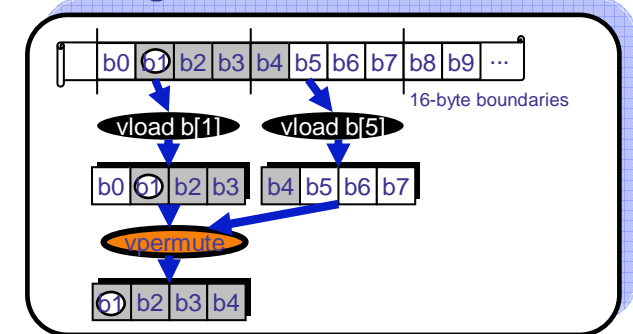 b0 b1 b2 b3 b4 b5 b6 b7 b8 b9 ...
16-byte boundaries
vload b[1] vload b[5]
b0 b1 b2 b3 b4 b5 b6 b7
vpermute
b1 b2 b3 b4